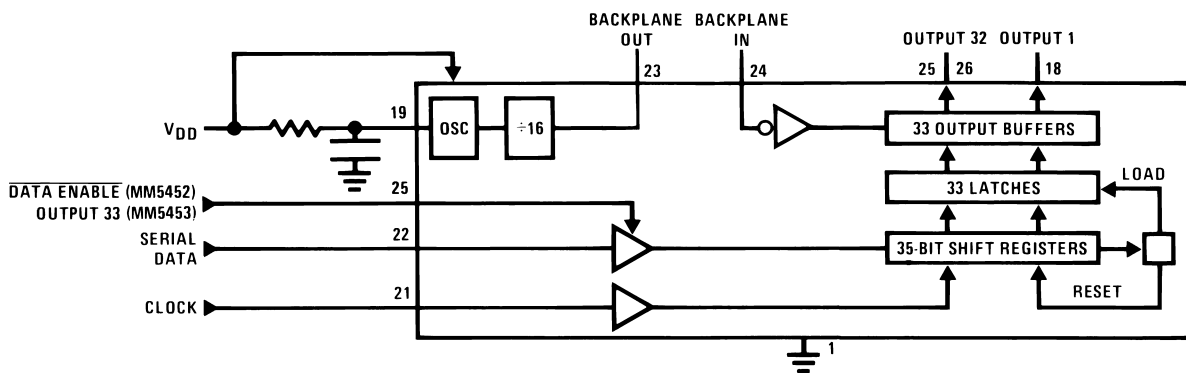 BACKPLANE OUT
BACKPLANE IN
OUTPUT 32
OUTPUT 1
23
24
25
26
18
19
V_DD
OSC
÷16
33 OUTPUT BUFFERS
LOAD
33 LATCHES
DATA ENABLE (MM5452)
OUTPUT 33 (MM5453)
25
SERIAL DATA
22
35-BIT SHIFT REGISTERS
CLOCK
21
RESET
1